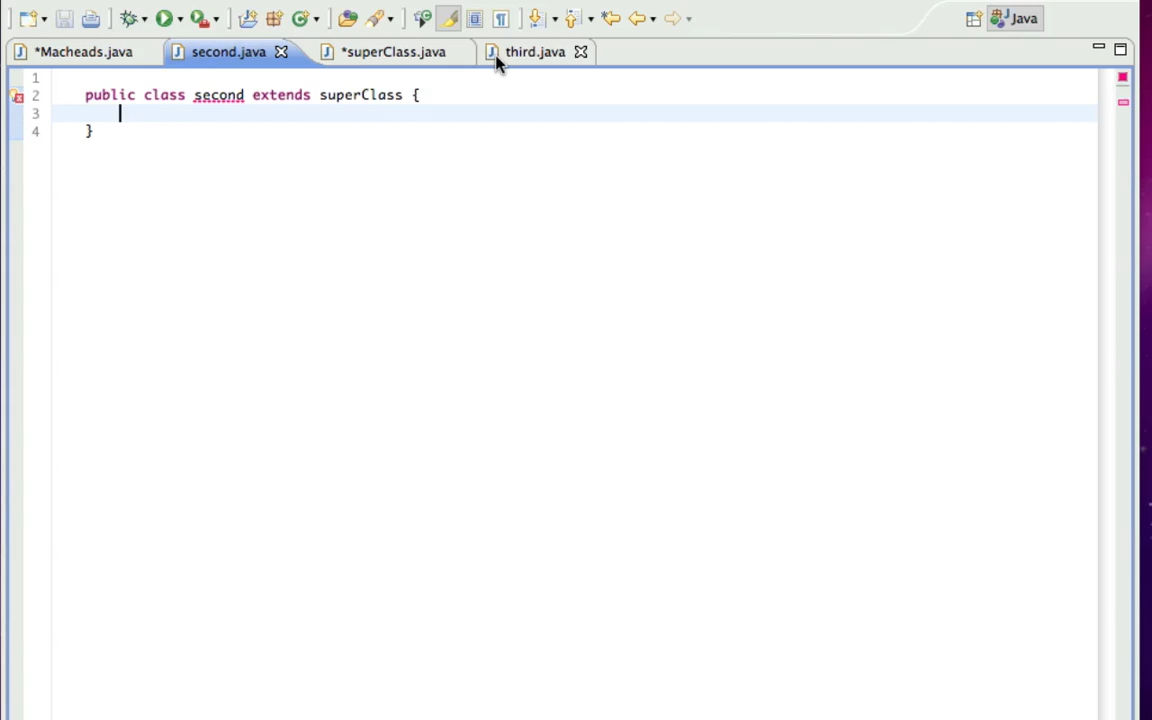 Java
*Macheads.java second.java *superClass.java third.java
1
2 public class second extends superClass {
3
4 }